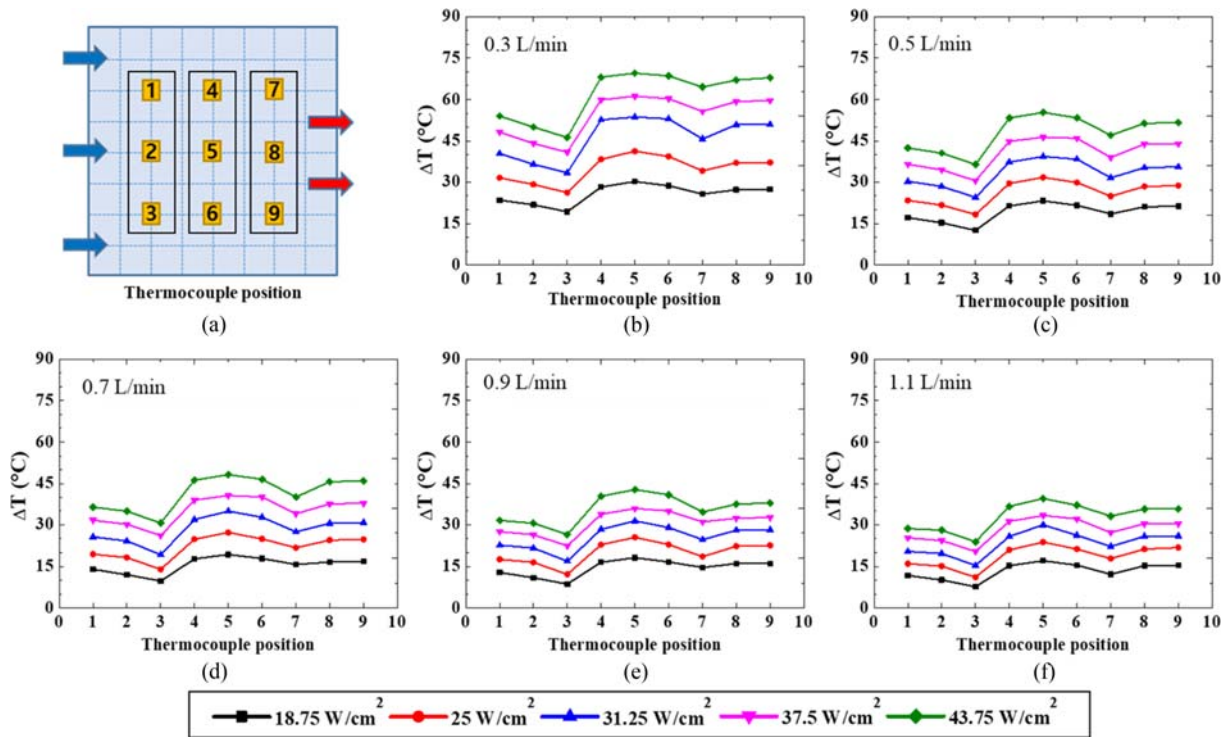 1 4 7
2 5 8
3 6 9
Thermocouple position
(a)
0.3 L/min
90
75
60
45
30
15
0
ΔT (°C)
0 1 2 3 4 5 6 7 8 9 10
Thermocouple position
(b)
0.5 L/min
90
75
60
45
30
15
0
ΔT (°C)
0 1 2 3 4 5 6 7 8 9 10
Thermocouple position
(c)
0.7 L/min
90
75
60
45
30
15
0
ΔT (°C)
0 1 2 3 4 5 6 7 8 9 10
Thermocouple position
(d)
0.9 L/min
90
75
60
45
30
15
0
ΔT (°C)
0 1 2 3 4 5 6 7 8 9 10
Thermocouple position
(e)
1.1 L/min
90
75
60
45
30
15
0
ΔT (°C)
0 1 2 3 4 5 6 7 8 9 10
Thermocouple position
(f)
18.75 W/cm² 25 W/cm² 31.25 W/cm² 37.5 W/cm² 43.75 W/cm²